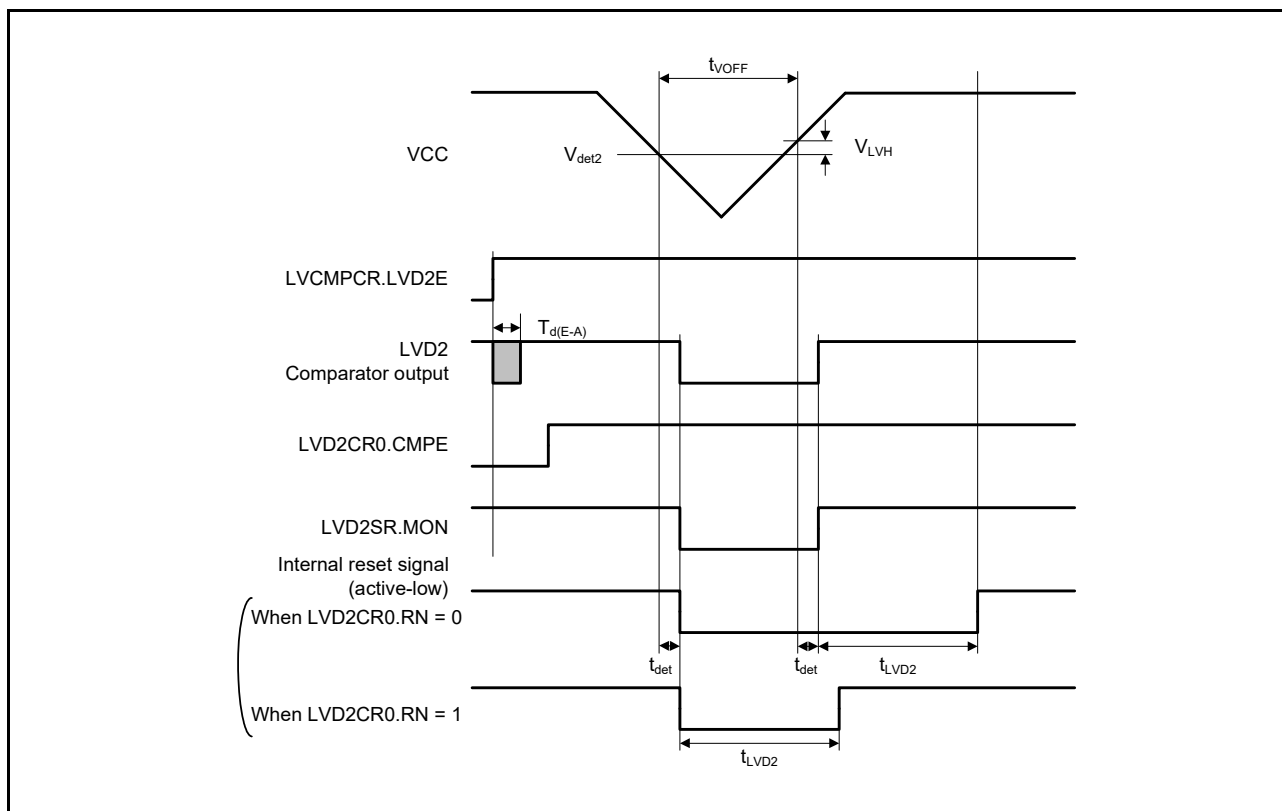 tVOFF
VCC
Vdet2
VLVH
LVCMPCR.LVD2E
Td(E-A)
LVD2
Comparator output
LVD2CR0.CMPE
LVD2SR.MON
Internal reset signal
(active-low)
When LVD2CR0.RN = 0
tdet
tdet
tLVD2
When LVD2CR0.RN = 1
tLVD2